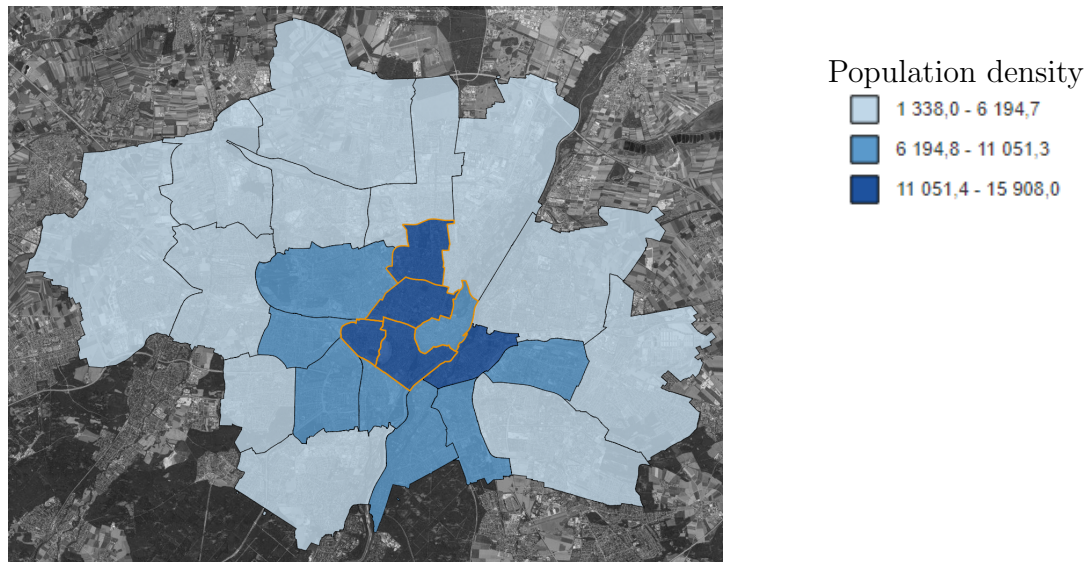 Population density
1 338,0 - 6 194,7
6 194,8 - 11 051,3
11 051,4 - 15 908,0